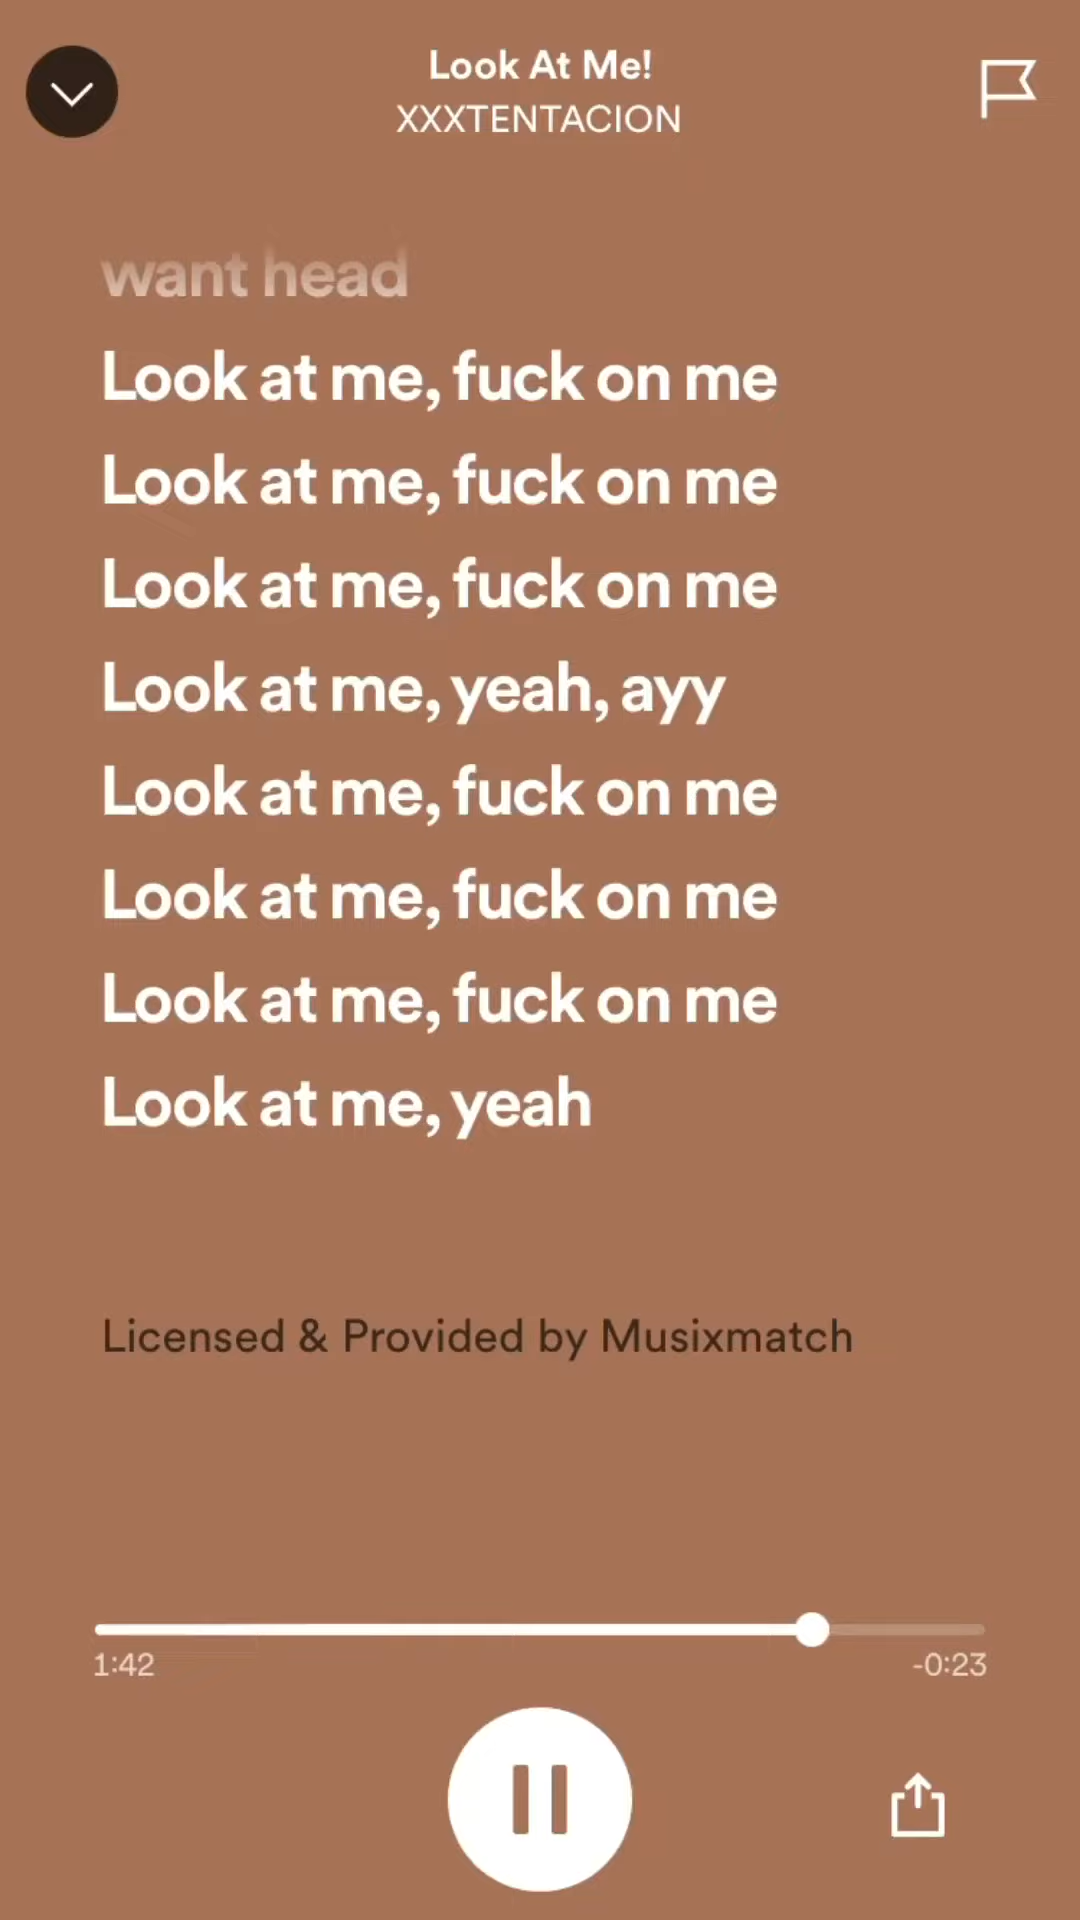 Look At Me!
XXXTENTACION
want head
Look at me, fuck on me
Look at me, fuck on me
Look at me, fuck on me
Look at me, yeah, ayy
Look at me, fuck on me
Look at me, fuck on me
Look at me, fuck on me
Look at me, yeah
Licensed & Provided by Musixmatch
1:42
-0:23